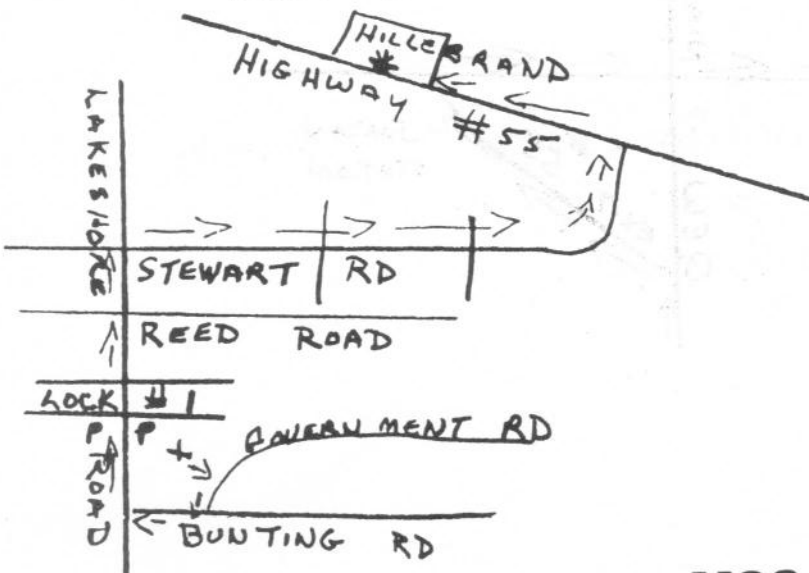 HILLEBRAND
HIGHWAY #55
LAKESHORE ROAD
STEWART RD
REED ROAD
LOCK #1
P P
GOVERNMENT RD
BUNTING RD